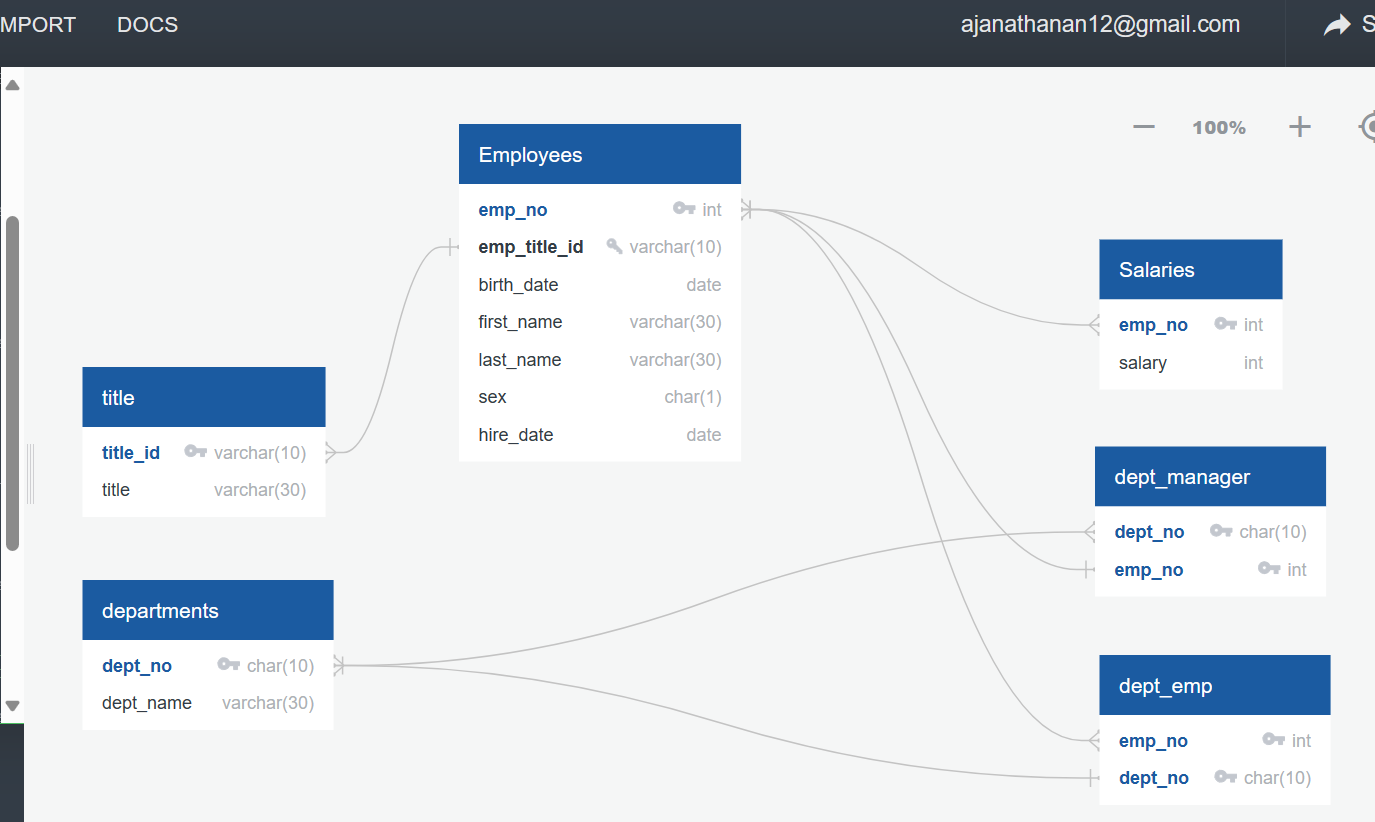 MPORT DOCS ajanathanan12@gmail.com S
100%
Employees
emp_no int
emp_title_id varchar(10)
birth_date date
first_name varchar(30)
last_name varchar(30)
sex char(1)
hire_date date
Salaries
emp_no int
salary int
title
title_id varchar(10)
title varchar(30)
dept_manager
dept_no char(10)
emp_no int
departments
dept_no char(10)
dept_name varchar(30)
dept_emp
emp_no int
dept_no char(10)